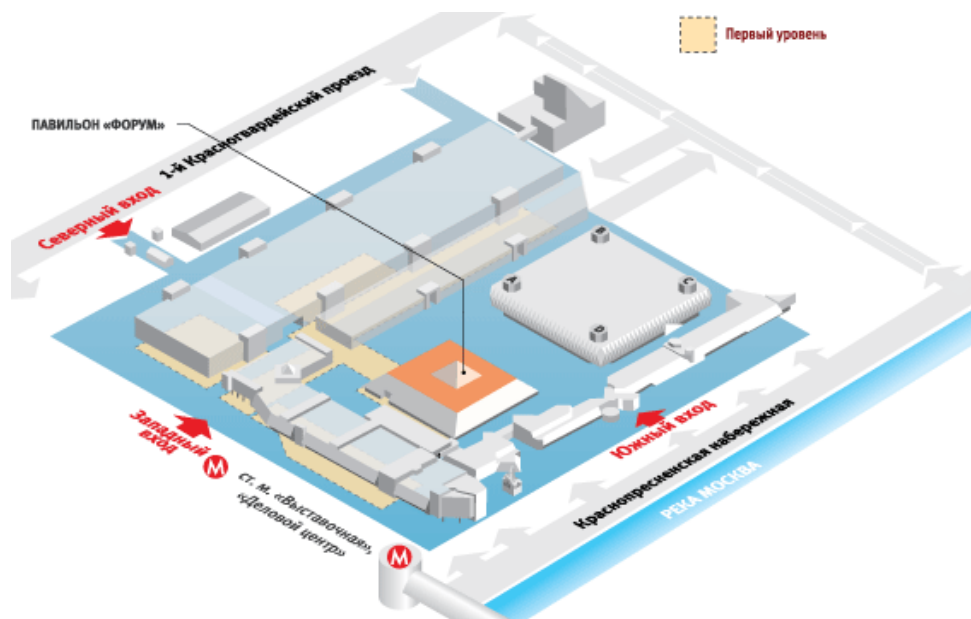 Первый уровень
1-й Красногвардейский проезд
ПАВИЛЬОН «ФОРУМ»
Северный вход
Западный
вход
М
ст. м. «Выставочная»,
«Деловой центр»
М
Южный вход
Краснопресненская набережная
РЕКА МОСКВА
A
C